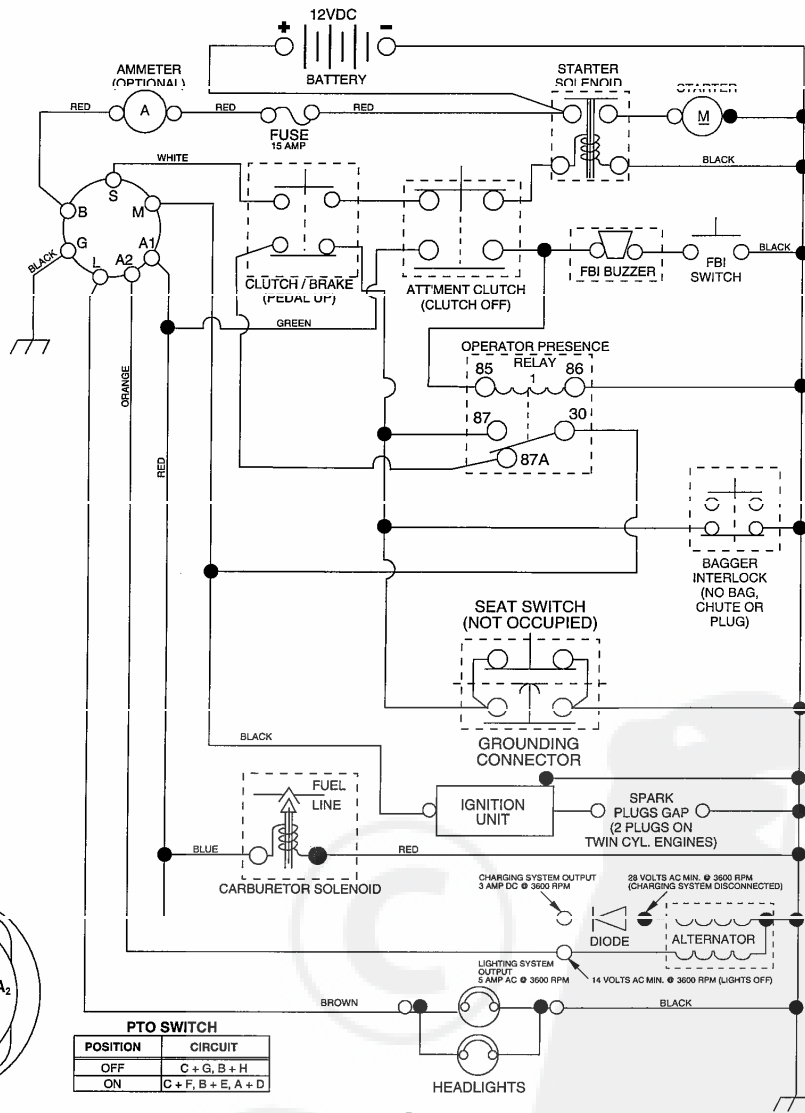 12VDC
+ -
BATTERY
AMMETER
(OPTIONAL)
RED
A
RED
FUSE
15 AMP
RED
STARTER
SOLENOID
STARTER
M
BLACK
WHITE
S
B
M
G
A1
L
A2
BLACK
CLUTCH / BRAKE
(PEDAL UP)
ATT'MENT CLUTCH
(CLUTCH OFF)
FBI BUZZER
FBI
SWITCH
BLACK
GREEN
ORANGE
RED
OPERATOR PRESENCE
RELAY
85
1
86
87
30
87A
BAGGER
INTERLOCK
(NO BAG,
CHUTE OR
PLUG)
SEAT SWITCH
(NOT OCCUPIED)
GROUNDING
CONNECTOR
BLACK
FUEL
LINE
IGNITION
UNIT
SPARK
PLUGS GAP
(2 PLUGS ON
TWIN CYL. ENGINES)
BLUE
RED
CARBURETOR SOLENOID
CHARGING SYSTEM OUTPUT
3 AMP DC @ 3600 RPM
28 VOLTS AC MIN. @ 3600 RPM
(CHARGING SYSTEM DISCONNECTED)
DIODE
ALTERNATOR
LIGHTING SYSTEM
OUTPUT
5 AMP AC @ 3600 RPM
14 VOLTS AC MIN. @ 3600 RPM (LIGHTS OFF)
A2
BROWN
BLACK
HEADLIGHTS
PTO SWITCH
POSITION CIRCUIT
OFF C + G, B + H
ON C + F, B + E, A + D
©